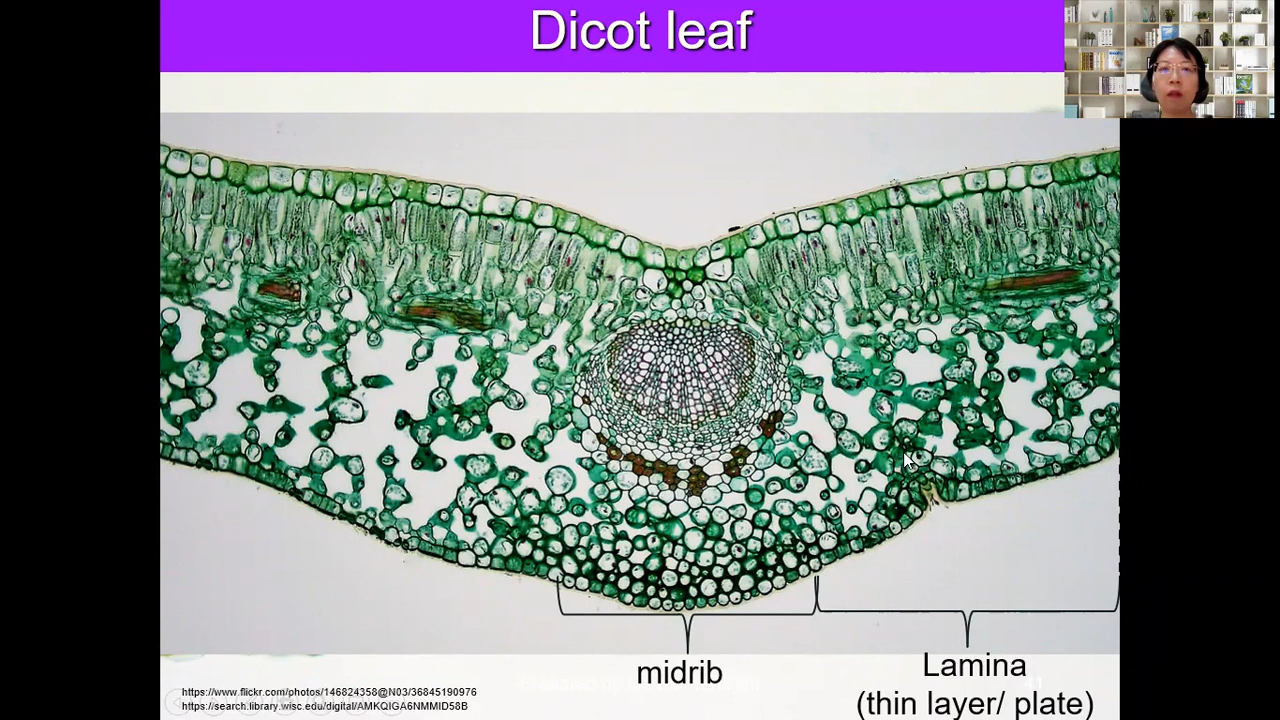 Dicot leaf
midrib
Lamina
(thin layer/ plate)
https://www.flickr.com/photos/146824358@N03/36845190976
https://search.library.wisc.edu/digital/AMKQIGA6NMMID58B